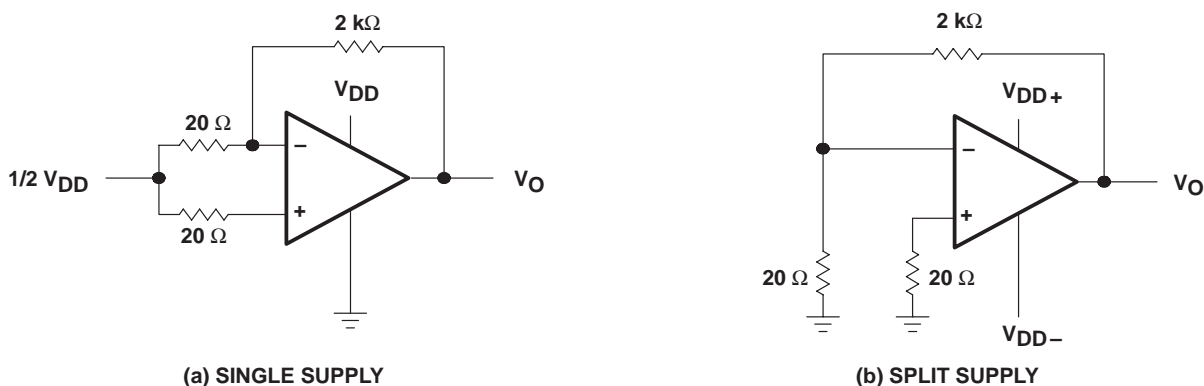 2 kΩ
VDD
20 Ω
−
1/2 VDD
VO
+
20 Ω
(a) SINGLE SUPPLY
2 kΩ
VDD+
−
VO
+
20 Ω
20 Ω
VDD−
(b) SPLIT SUPPLY